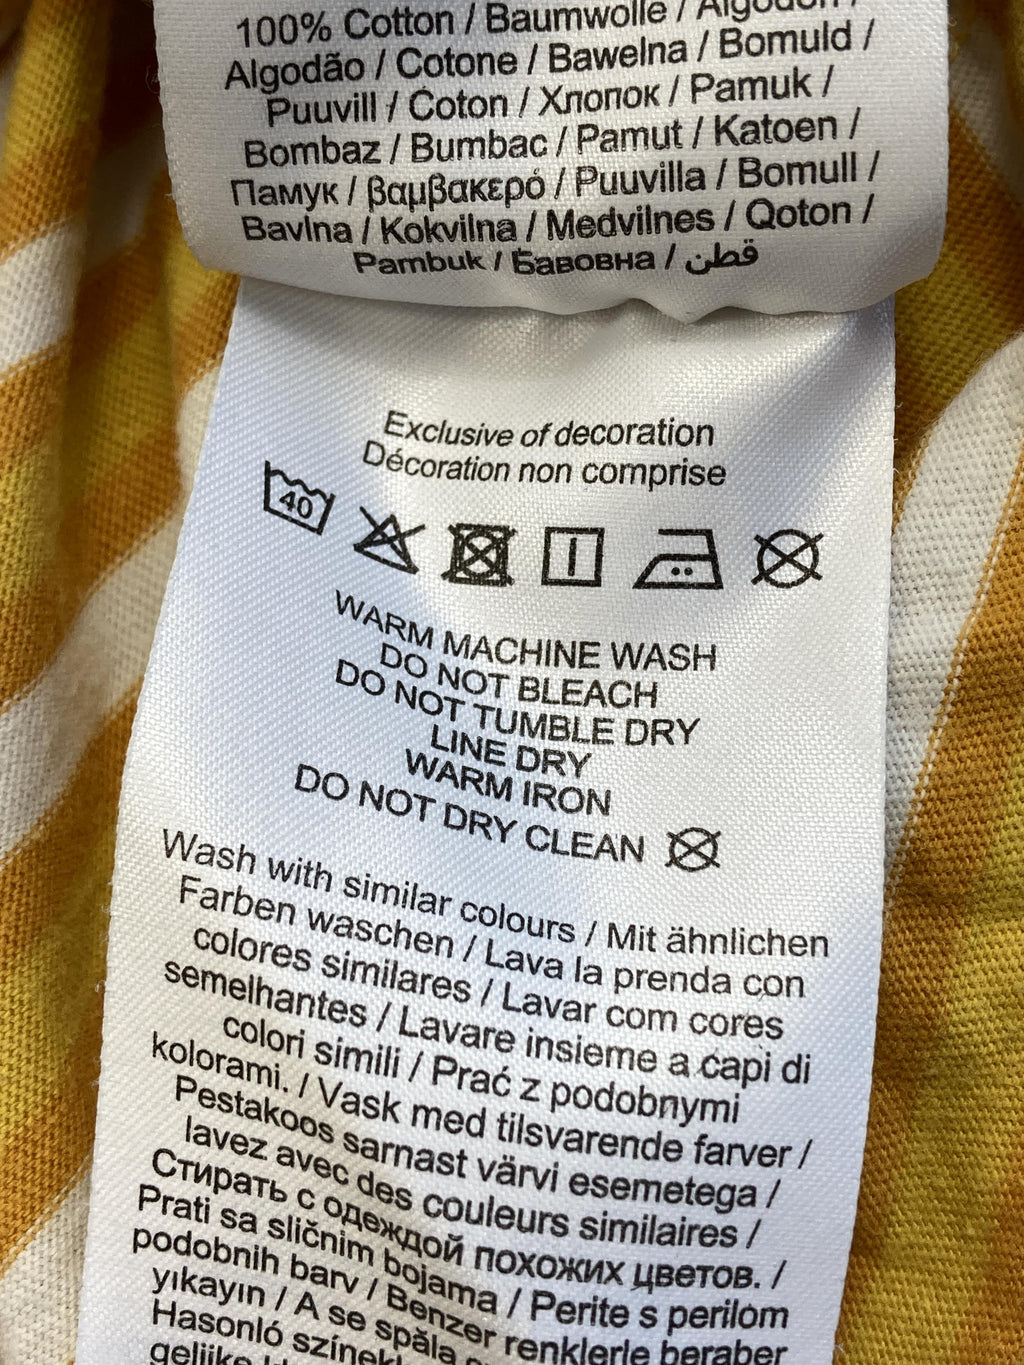 100% Cotton / Baumwolle / Algodón /
Algodão / Cotone / Bawelna / Bomuld /
Puuvill / Coton / Хлопок / Pamuk /
Bombaz / Bumbac / Pamut / Katoen /
Памук / βαμβακερό / Puuvilla / Bomull /
Bavlna / Kokvilna / Medvilnes / Qoton /
Pambuk / Бавовна / قطن
Exclusive of decoration
Décoration non comprise
40
WARM MACHINE WASH
DO NOT BLEACH
DO NOT TUMBLE DRY
LINE DRY
WARM IRON
DO NOT DRY CLEAN
Wash with similar colours / Mit ähnlichen
Farben waschen / Lava la prenda con
colores similares / Lavar com cores
semelhantes / Lavare insieme a capi di
colori simili / Prać z podobnymi
kolorami. / Vask med tilsvarende farver /
Pestakoos sarnast värvi esemetega /
lavez avec des couleurs similaires /
Стирать с одеждой похожих цветов. /
Prati sa sličnim bojama / Perite s perilom
podobnih barv / Benzer renklerle beraber
yıkayın / A se spăla
Hasonló